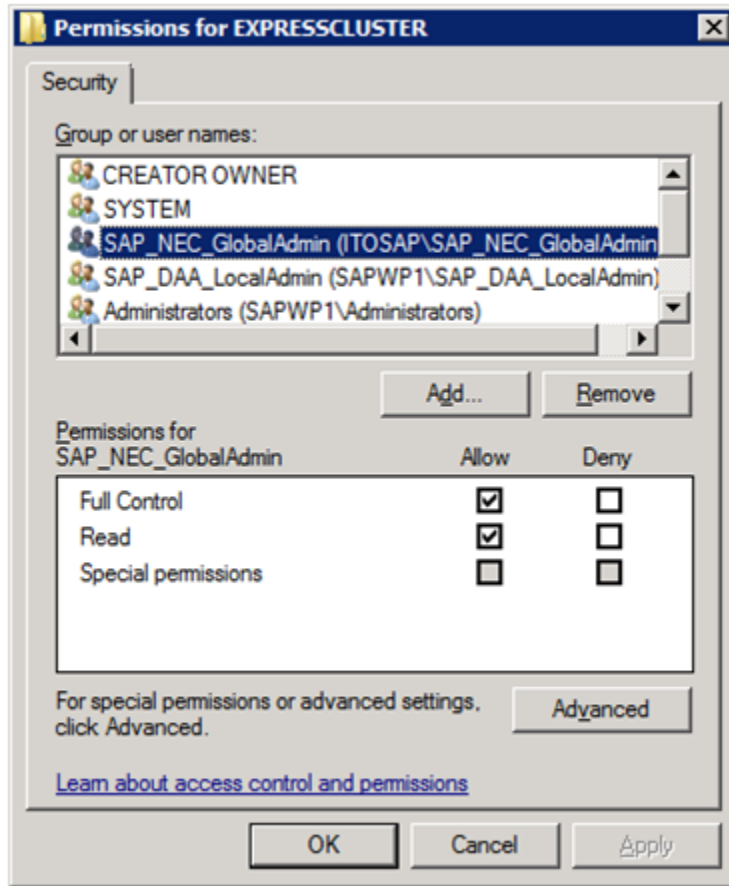 Permissions for EXPRESSCLUSTER
Security
Group or user names:
CREATOR OWNER
SYSTEM
SAP_NEC_GlobalAdmin (ITOSAP\SAP_NEC_GlobalAdmin
SAP_DAA_LocalAdmin (SAPWP1\SAP_DAA_LocalAdmin)
Administrators (SAPWP1\Administrators)
Add... Remove
Permissions for
SAP_NEC_GlobalAdmin Allow Deny
Full Control
Read
Special permissions
For special permissions or advanced settings,
click Advanced.
Advanced
Learn about access control and permissions
OK Cancel Apply